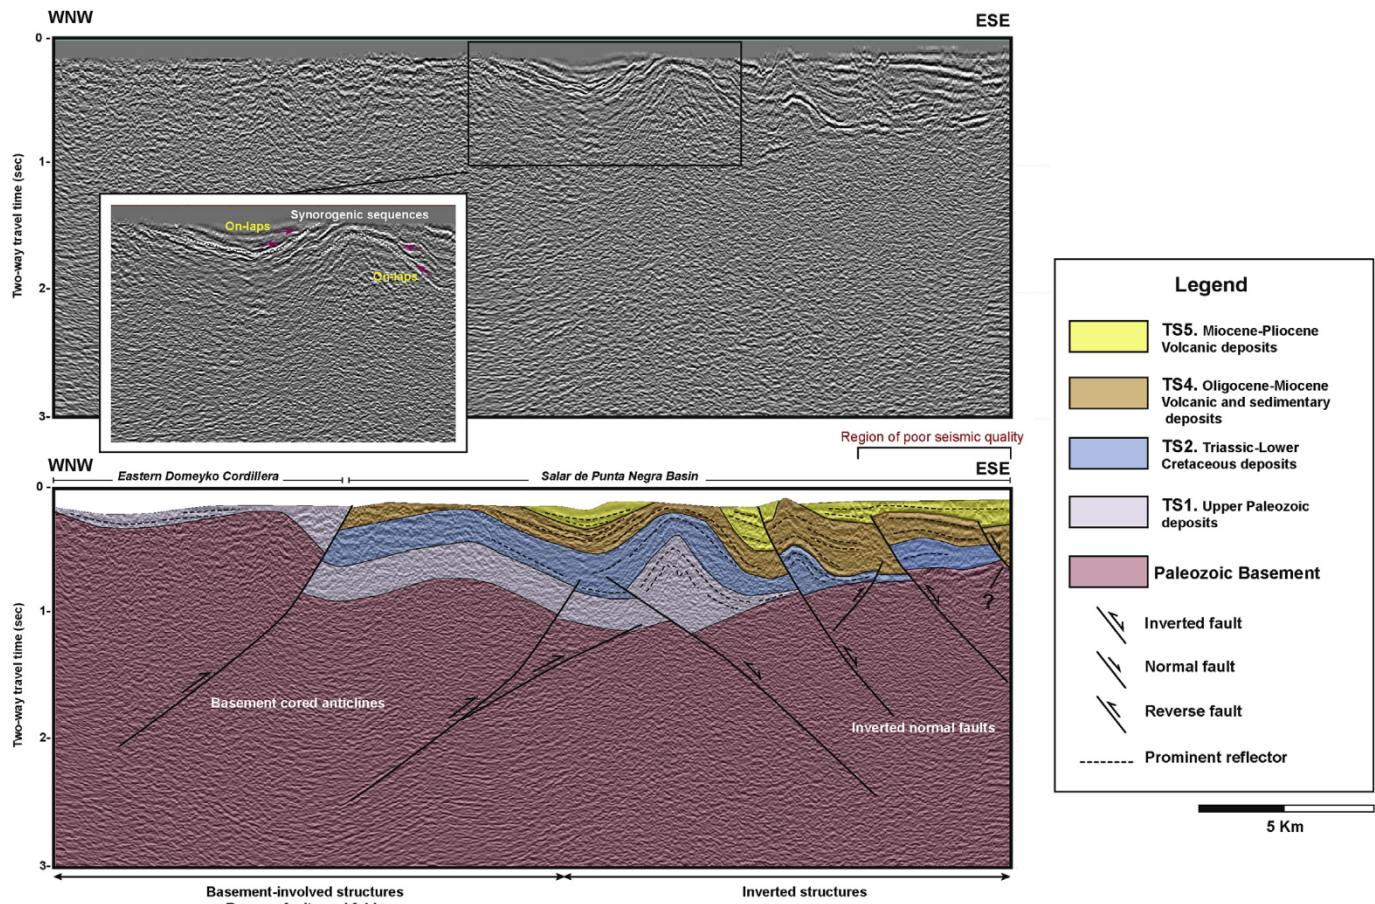 WNW
ESE
0
1
2
3
Two-way travel time (sec)
Synorogenic sequences
On-laps
On-laps
Region of poor seismic quality
WNW
ESE
Eastern Domeyko Cordillera
Salar de Punta Negra Basin
0
1
2
3
Two-way travel time (sec)
Basement cored anticlines
Inverted normal faults
?
Basement-involved structures
Inverted structures
Legend
TS5. Miocene-Pliocene
Volcanic deposits
TS4. Oligocene-Miocene
Volcanic and sedimentary
deposits
TS2. Triassic-Lower
Cretaceous deposits
TS1. Upper Paleozoic
deposits
Paleozoic Basement
Inverted fault
Normal fault
Reverse fault
Prominent reflector
5 Km